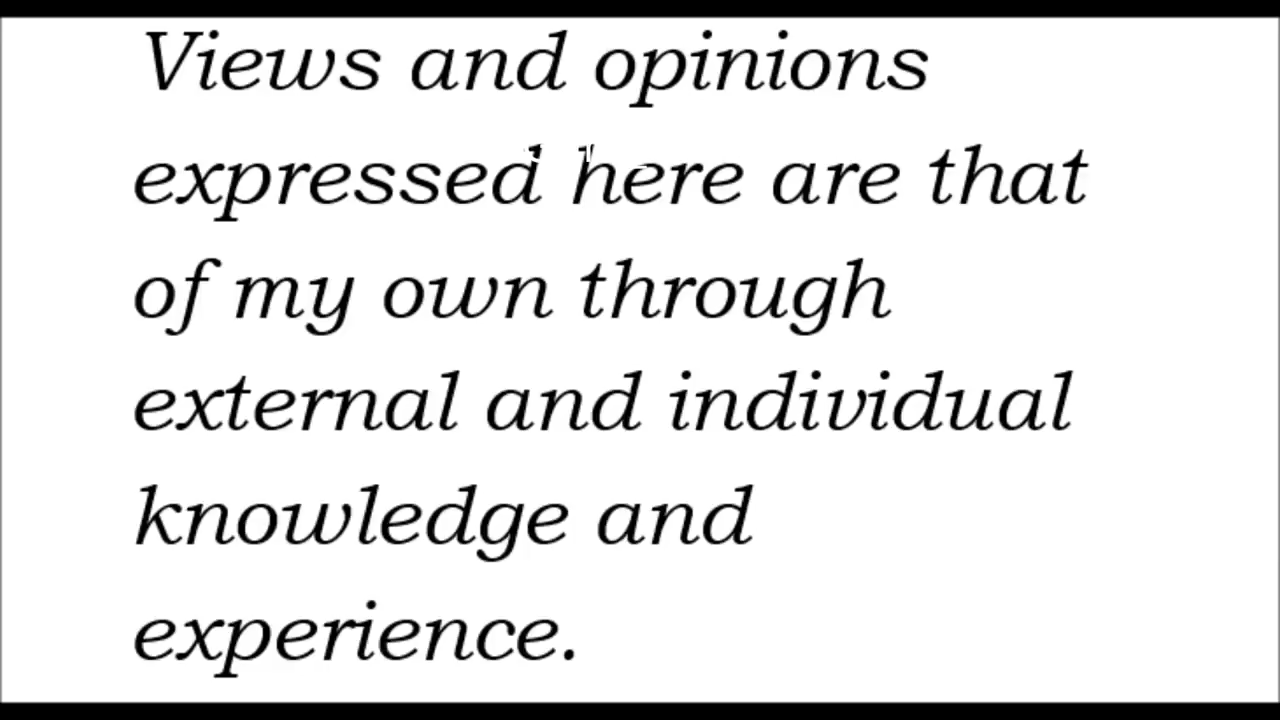 Views and opinions
expressed here are that
of my own through
external and individual
knowledge and
experience.